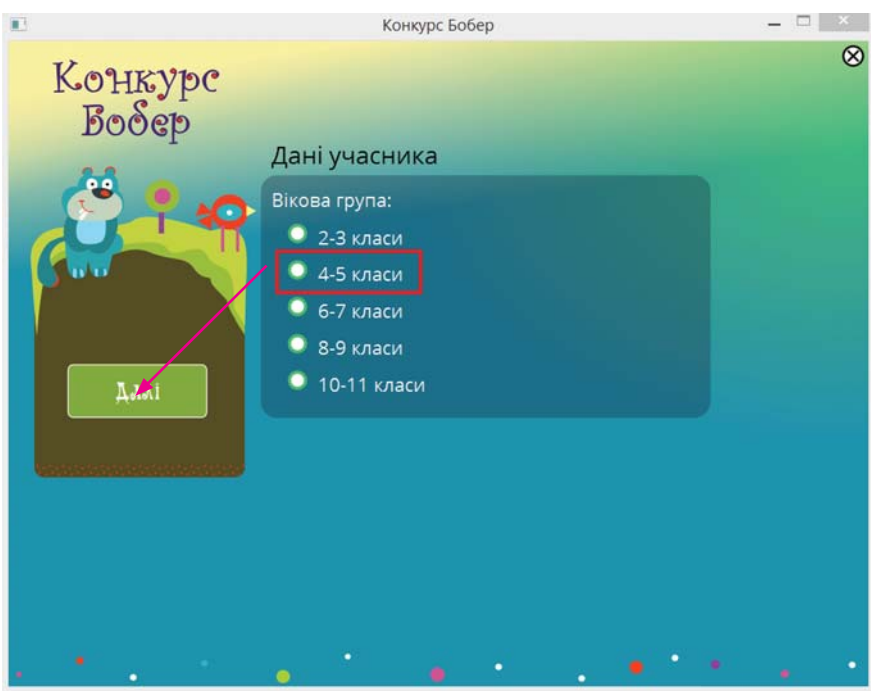 Конкурс Бобер
Конкурс
Бобер
Дані учасника
Вікова група:
2-3 класи
4-5 класи
6-7 класи
8-9 класи
10-11 класи
Далі